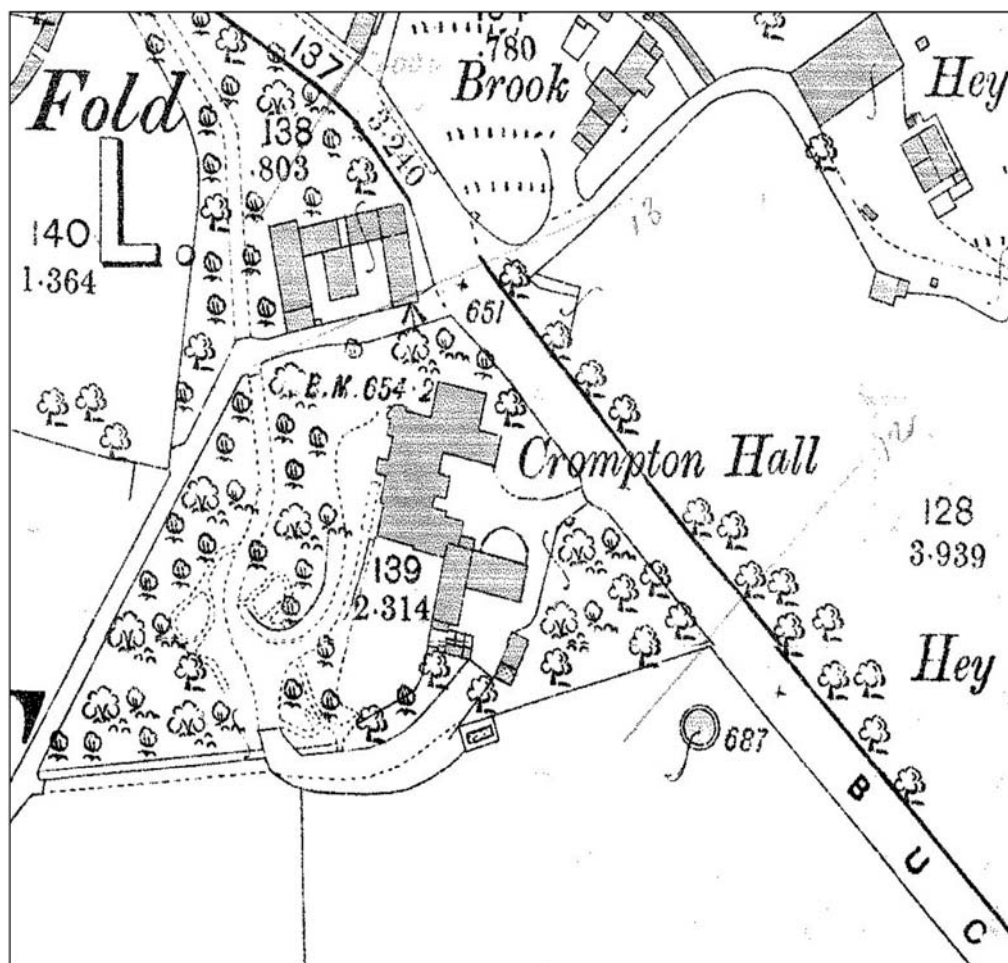 137
.780
Brook
Hey
Fold
138
.803
3.240
140
1.364
L
651
B.M. 654.2
Crompton Hall
128
3.939
139
2.314
Hey
687
B
U
C